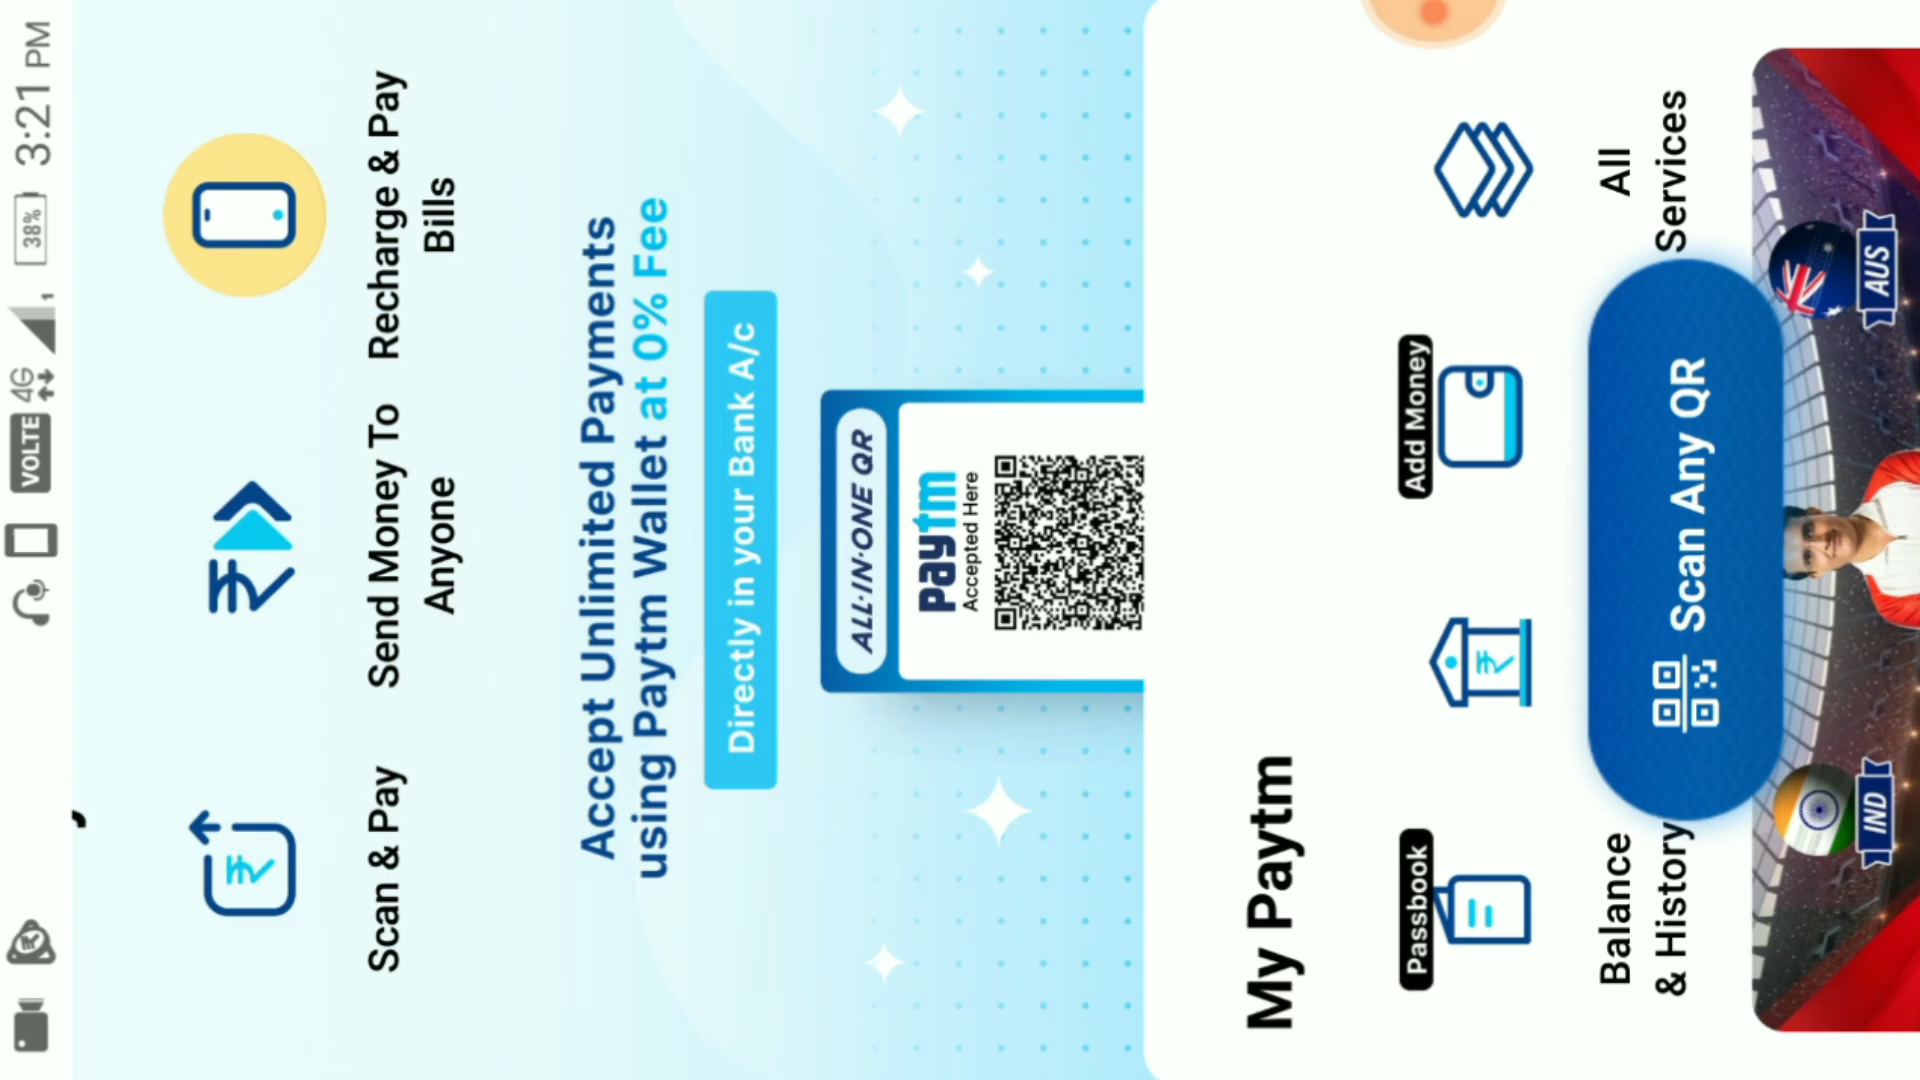 VOLTE 4G 1 38% 3:21 PM
Scan & Pay
Send Money To
Anyone
Recharge & Pay
Bills
Accept Unlimited Payments
using Paytm Wallet at 0% Fee
Directly in your Bank A/c
ALL·IN·ONE QR
Paytm
Accepted Here
My Paytm
Passbook
Add Money
Balance
& History
All
Services
Scan Any QR
IND
AUS